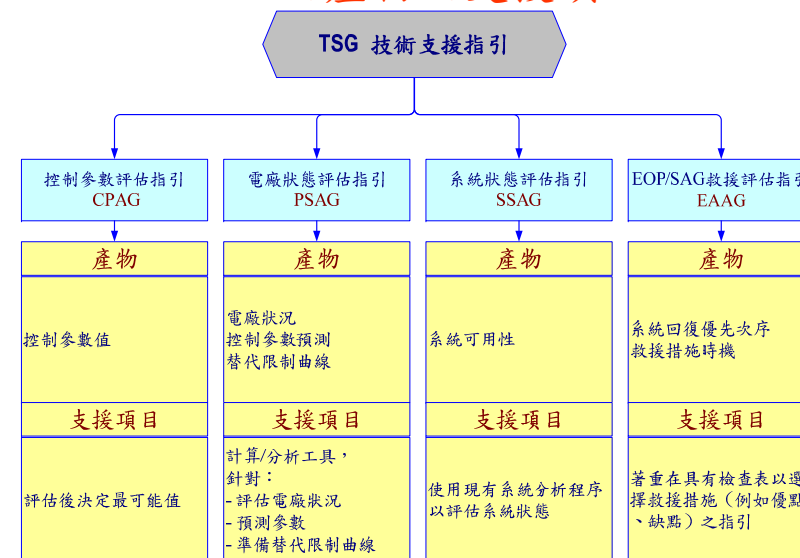 TSG 技術支援指引
控制參數評估指引
CPAG
電廠狀態評估指引
PSAG
系統狀態評估指引
SSAG
EOP/SAG救援評估指引
EAAG
產物
控制參數值
支援項目
評估後決定最可能值
產物
電廠狀況
控制參數預測
替代限制曲線
支援項目
計算/分析工具，
針對：
- 評估電廠狀況
- 預測參數
- 準備替代限制曲線
產物
系統可用性
支援項目
使用現有系統分析程序
以評估系統狀態
產物
系統回復優先次序
救援措施時機
支援項目
著重在具有檢查表以選
擇救援措施（例如優點
、缺點）之指引